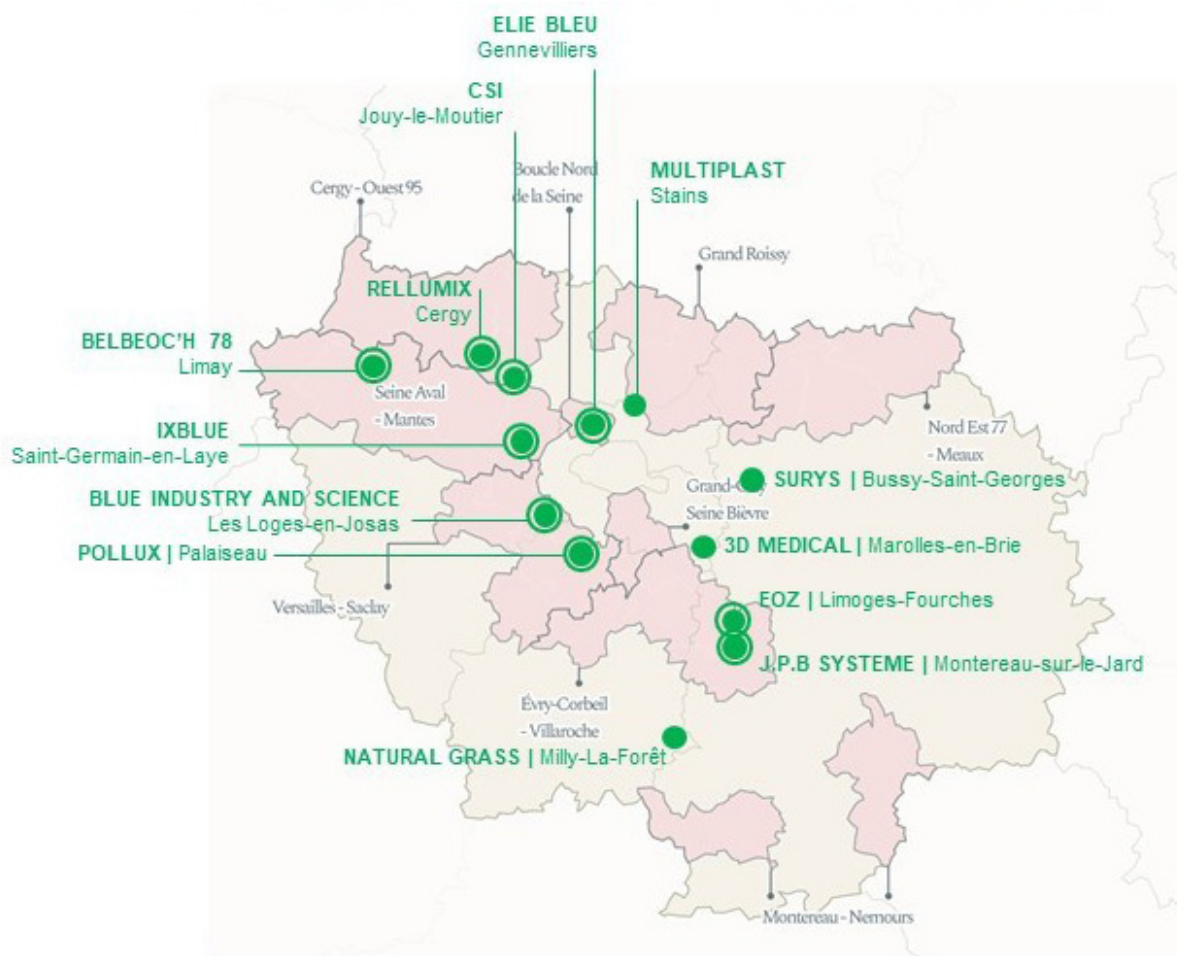 ELIE BLEU
Gennevilliers
CSI
Jouy-le-Moutier
Boucle Nord
de la Seine
MULTIPLAST
Stains
Cergy - Ouest 95
Grand Roissy
RELLUMIX
Cergy
BELBEOC'H 78
Limay
Seine Aval
- Mantes
IXBLUE
Saint-Germain-en-Laye
Nord Est 77
- Meaux
SURYS | Bussy-Saint-Georges
BLUE INDUSTRY AND SCIENCE
Les Loges-en-Josas
Grand-Orly
Seine Bièvre
POLLUX | Palaiseau
3D MEDICAL | Marolles-en-Brie
Versailles - Saclay
EOZ | Limoges-Fourches
J.P.B SYSTEME | Montereau-sur-le-Jard
Évry-Corbeil
- Villaroche
NATURAL GRASS | Milly-La-Forêt
Montereau - Nemours